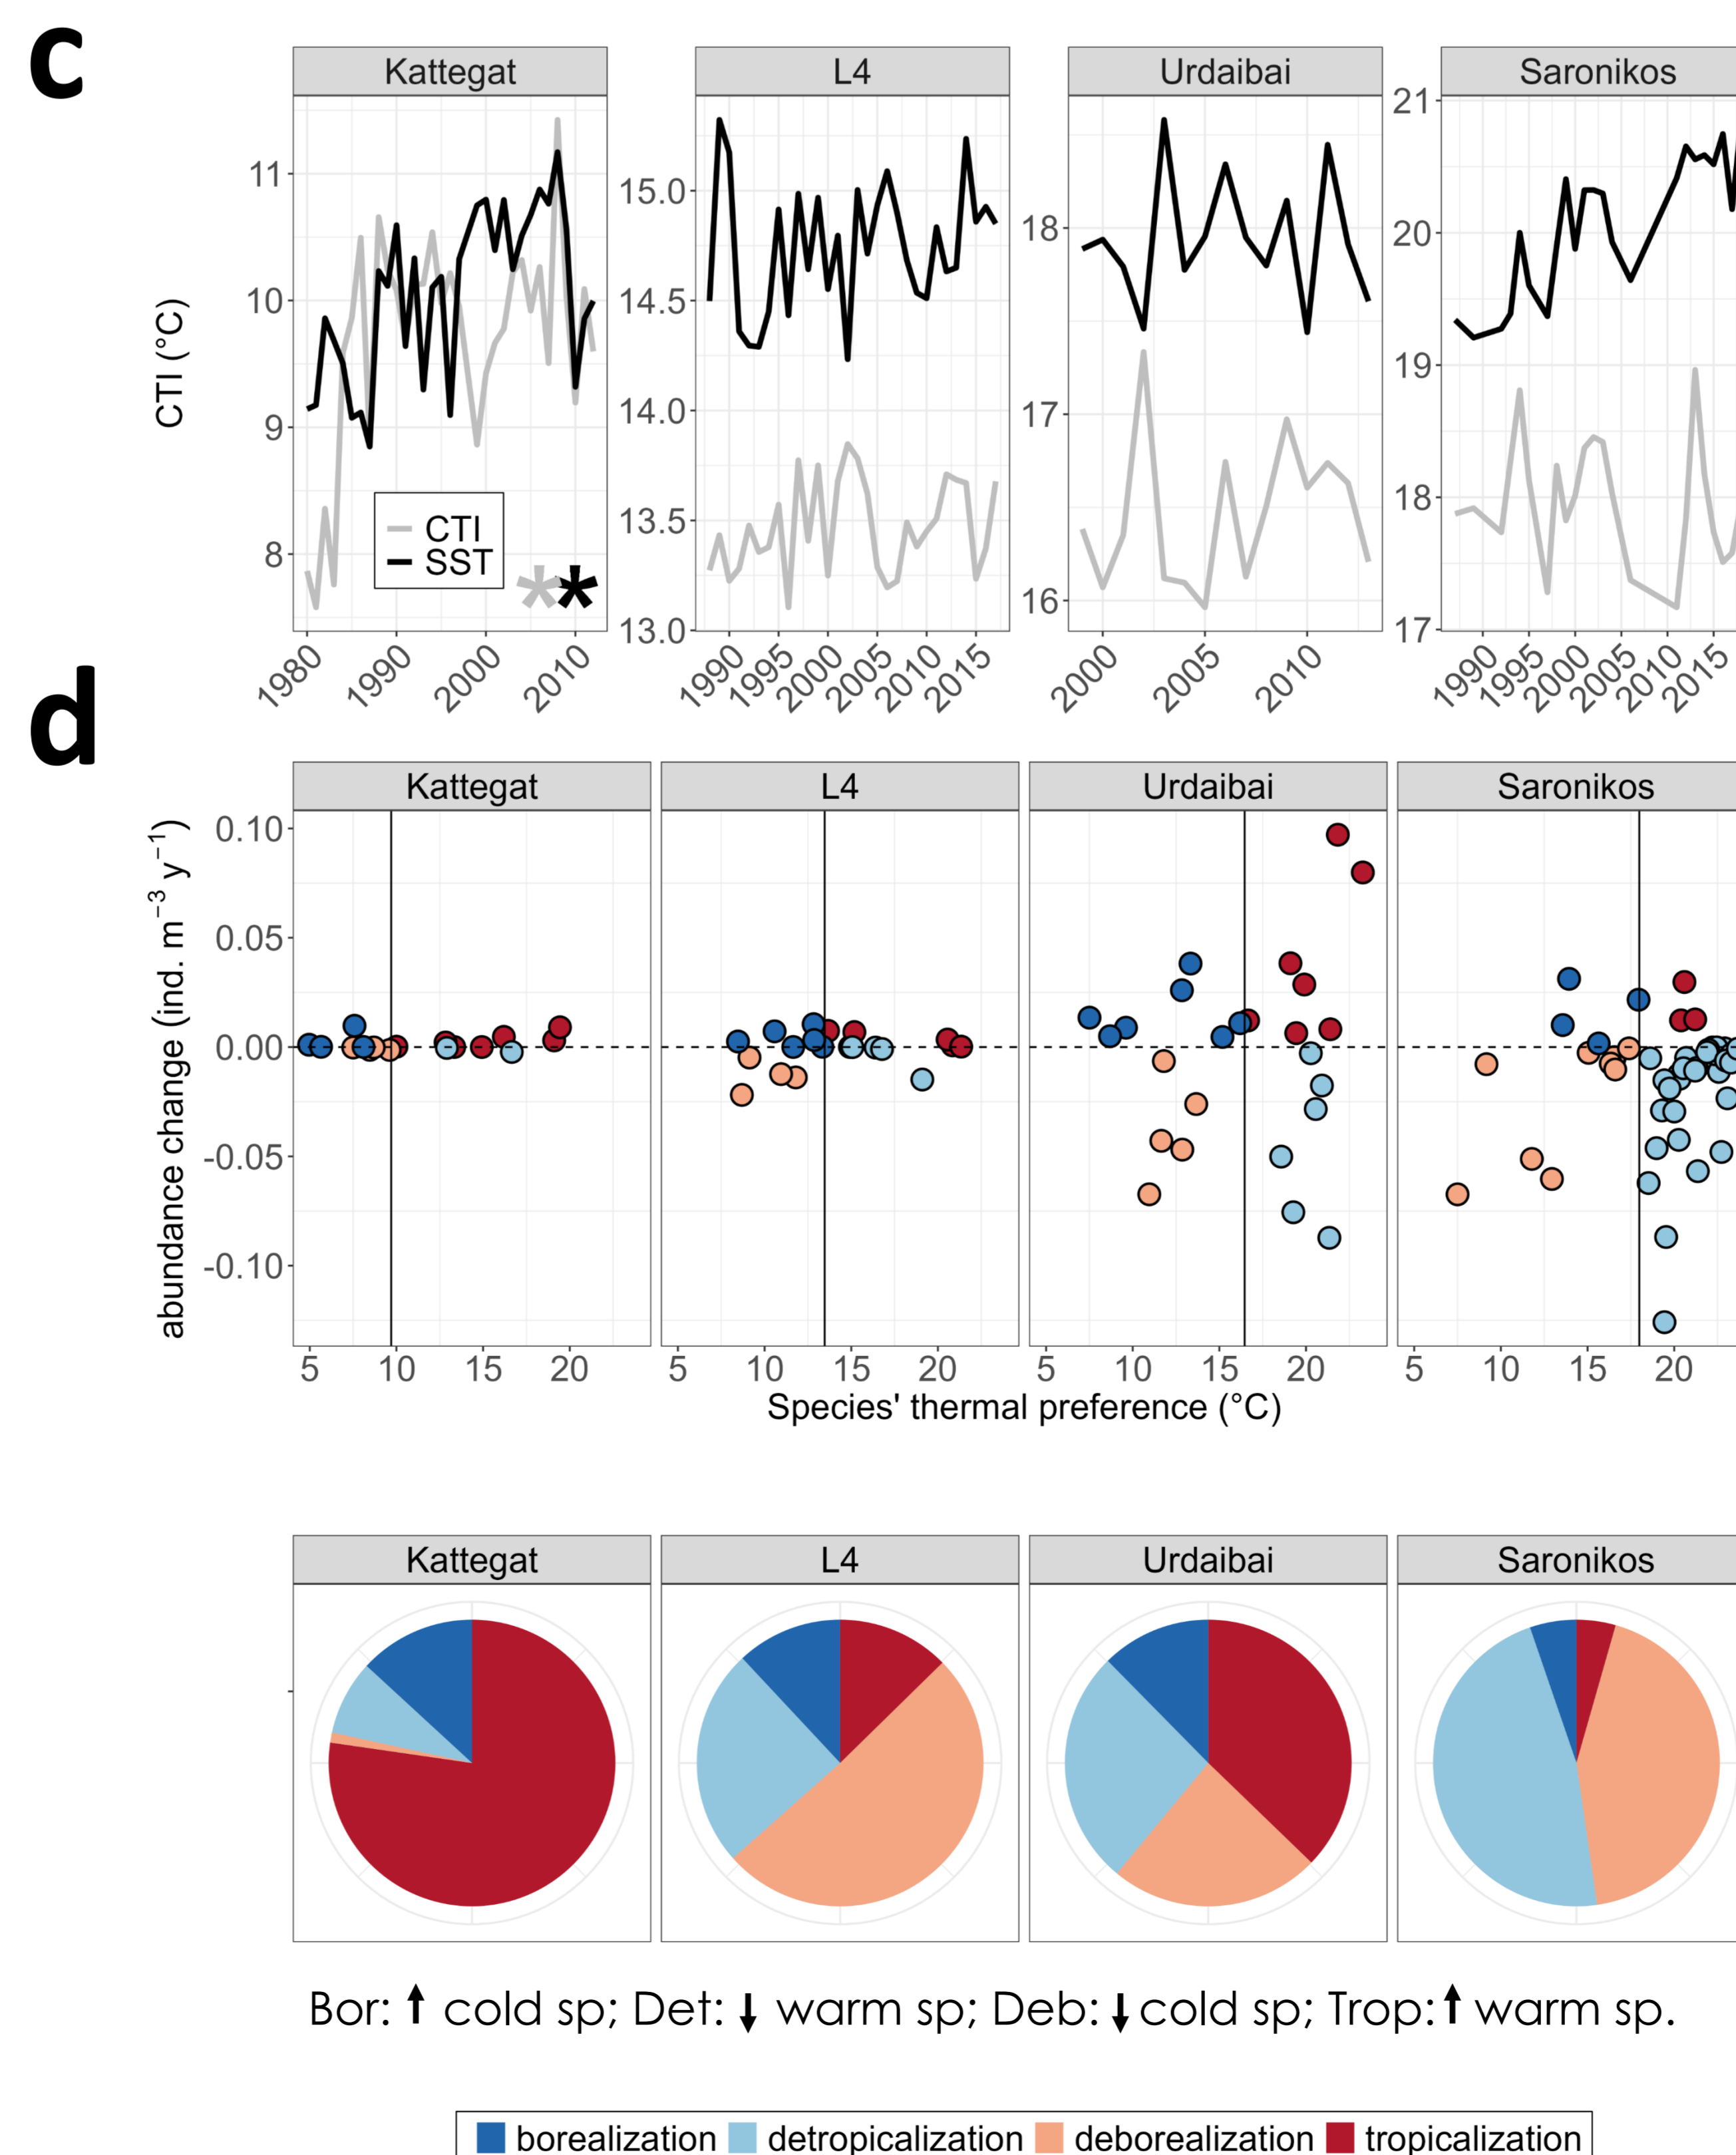 c
Kattegat L4 Urdaibai Saronikos
CTI (°C)
11
10
9
8
15.0
14.5
14.0
13.5
13.0
18
17
16
21
20
19
18
17
CTI
SST
* *
1980 1990 2000 2010
1990 1995 2000 2005 2010 2015
2000 2005 2010
1990 1995 2000 2005 2010 2015
d
Kattegat L4 Urdaibai Saronikos
abundance change (ind. m⁻³ y⁻¹)
0.10
0.05
0.00
-0.05
-0.10
5 10 15 20 5 10 15 20 5 10 15 20 5 10 15 20
Species' thermal preference (°C)
Kattegat L4 Urdaibai Saronikos
Bor: ↑ cold sp; Det: ↓ warm sp; Deb: ↓ cold sp; Trop: ↑ warm sp.
borealization detropicalization deborealization tropicalization